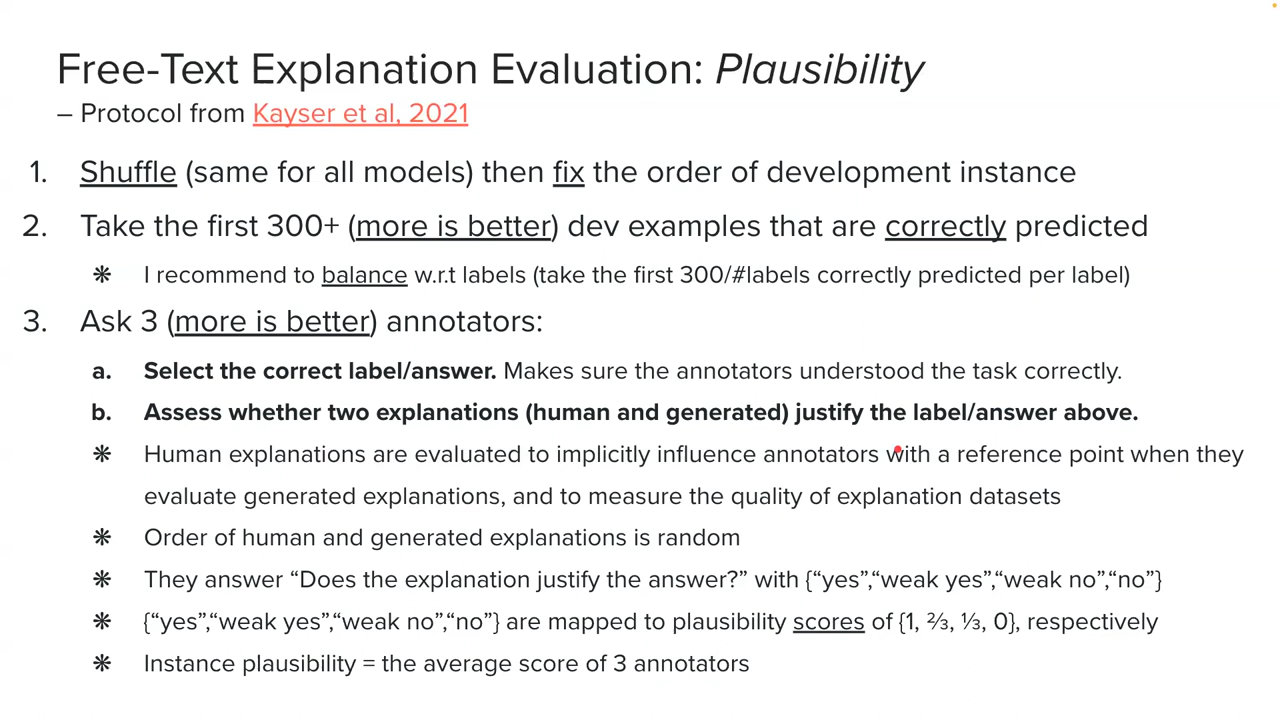 Free-Text Explanation Evaluation: Plausibility
– Protocol from Kayser et al, 2021
1. Shuffle (same for all models) then fix the order of development instance
2. Take the first 300+ (more is better) dev examples that are correctly predicted
❋ I recommend to balance w.r.t labels (take the first 300/#labels correctly predicted per label)
3. Ask 3 (more is better) annotators:
a. Select the correct label/answer. Makes sure the annotators understood the task correctly.
b. Assess whether two explanations (human and generated) justify the label/answer above.
❋ Human explanations are evaluated to implicitly influence annotators with a reference point when they
evaluate generated explanations, and to measure the quality of explanation datasets
❋ Order of human and generated explanations is random
❋ They answer “Does the explanation justify the answer?” with {“yes”,“weak yes”,“weak no”,“no”}
❋ {“yes”,“weak yes”,“weak no”,“no”} are mapped to plausibility scores of {1, ⅔, ⅓, 0}, respectively
❋ Instance plausibility = the average score of 3 annotators